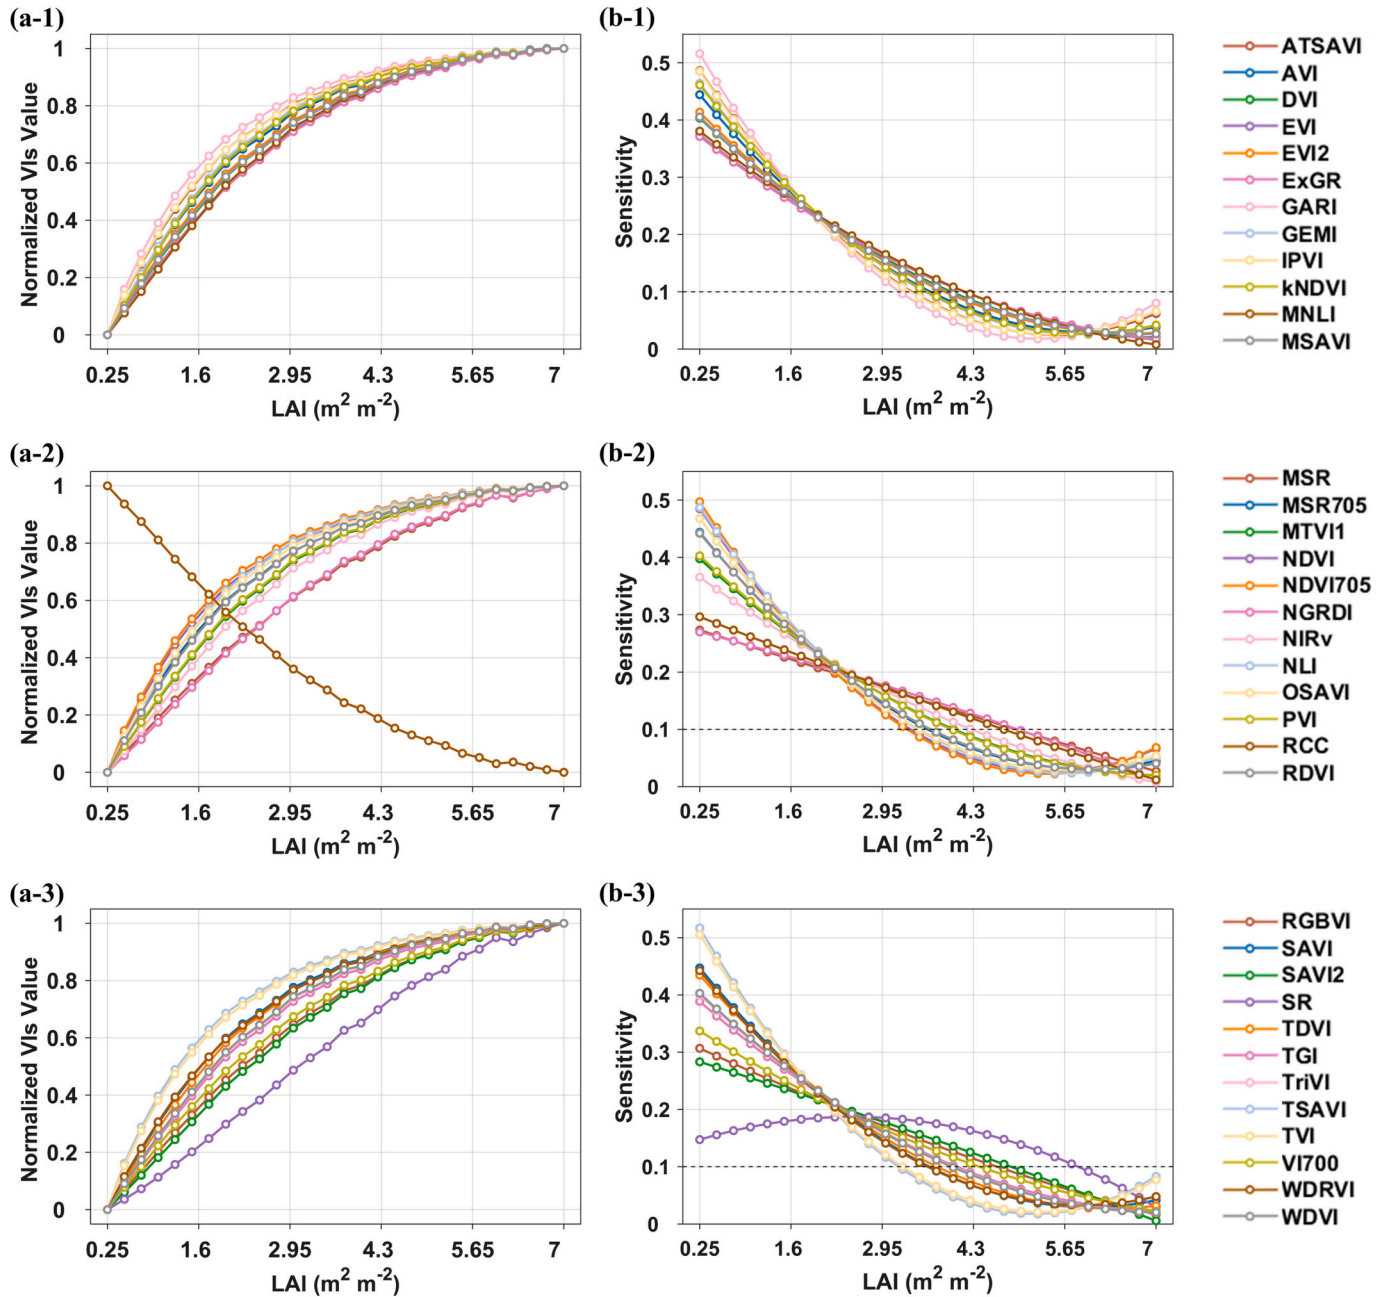 (a-1)
(b-1)
Normalized VIs Value
1
0.8
0.6
0.4
0.2
0
0.25 1.6 2.95 4.3 5.65 7
LAI (m² m⁻²)
Sensitivity
0.5
0.4
0.3
0.2
0.1
0
0.25 1.6 2.95 4.3 5.65 7
LAI (m² m⁻²)
ATSAVI
AVI
DVI
EVI
EVI2
ExGR
GARI
GEMI
IPVI
kNDVI
MNLI
MSAVI
(a-2)
(b-2)
Normalized VIs Value
1
0.8
0.6
0.4
0.2
0
0.25 1.6 2.95 4.3 5.65 7
LAI (m² m⁻²)
Sensitivity
0.5
0.4
0.3
0.2
0.1
0
0.25 1.6 2.95 4.3 5.65 7
LAI (m² m⁻²)
MSR
MSR705
MTVI1
NDVI
NDVI705
NGRDI
NIRv
NLI
OSAVI
PVI
RCC
RDVI
(a-3)
(b-3)
Normalized VIs Value
1
0.8
0.6
0.4
0.2
0
0.25 1.6 2.95 4.3 5.65 7
LAI (m² m⁻²)
Sensitivity
0.5
0.4
0.3
0.2
0.1
0
0.25 1.6 2.95 4.3 5.65 7
LAI (m² m⁻²)
RGBVI
SAVI
SAVI2
SR
TDVI
TGI
TriVI
TSAVI
TVI
VI700
WDRVI
WDVI